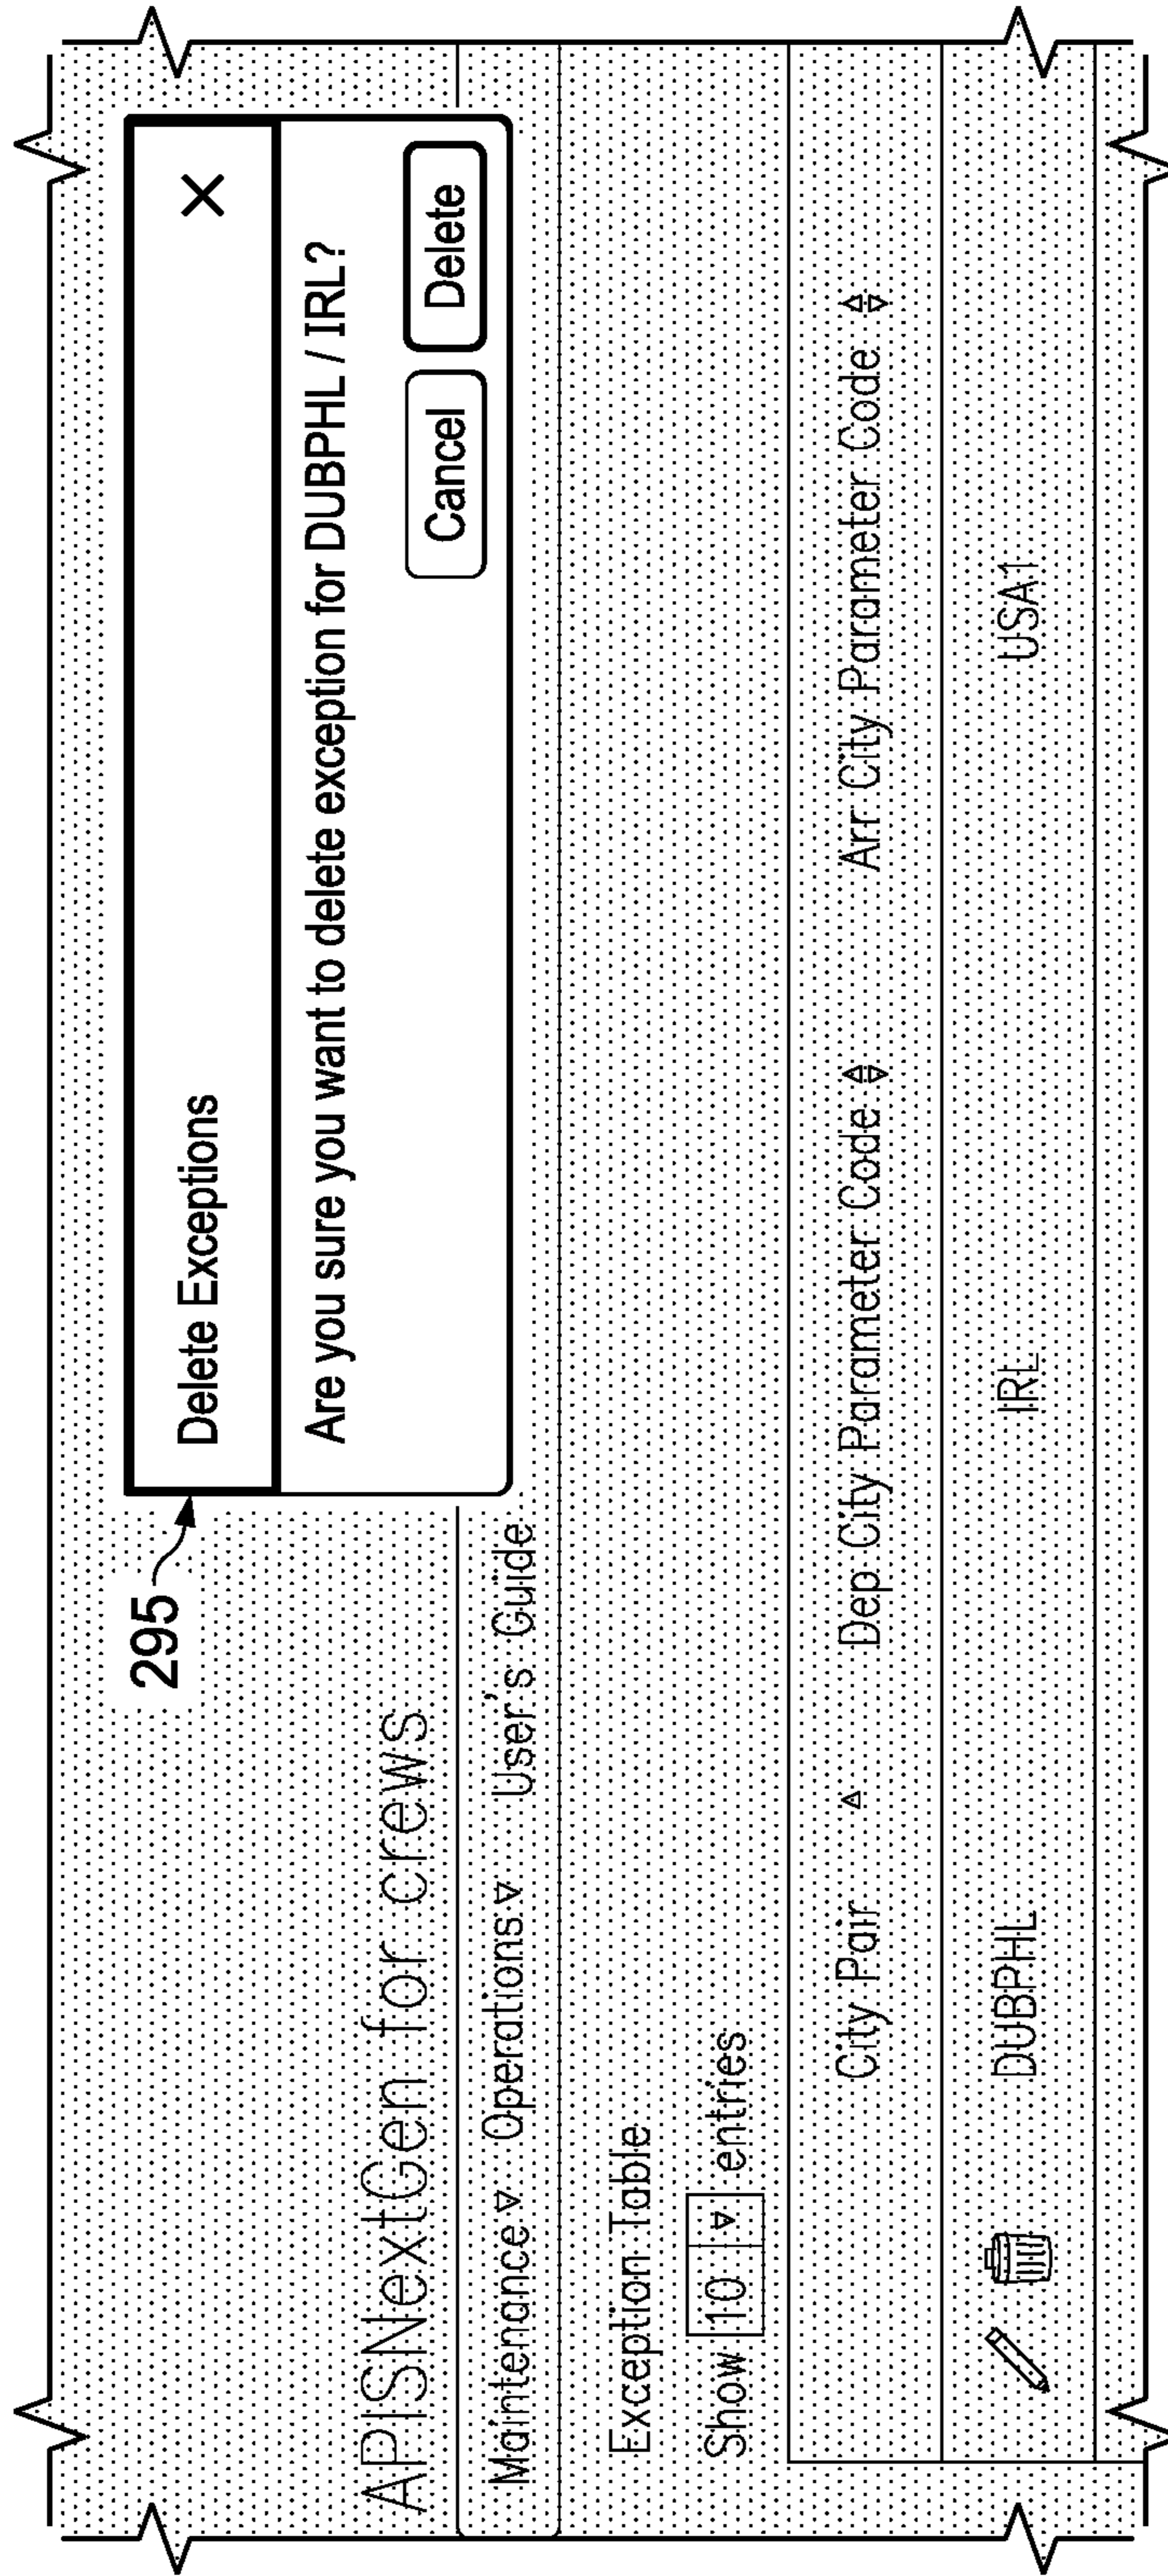 295
Delete Exceptions X
Are you sure you want to delete exception for DUBPHL / IRL?
Cancel Delete
APISNextGen for crews
Maintenance Operations User's Guide
Exception Table
Show 10 entries
City Pair Dep City Parameter Code Arr City Parameter Code
DUBPHL IRL USA1